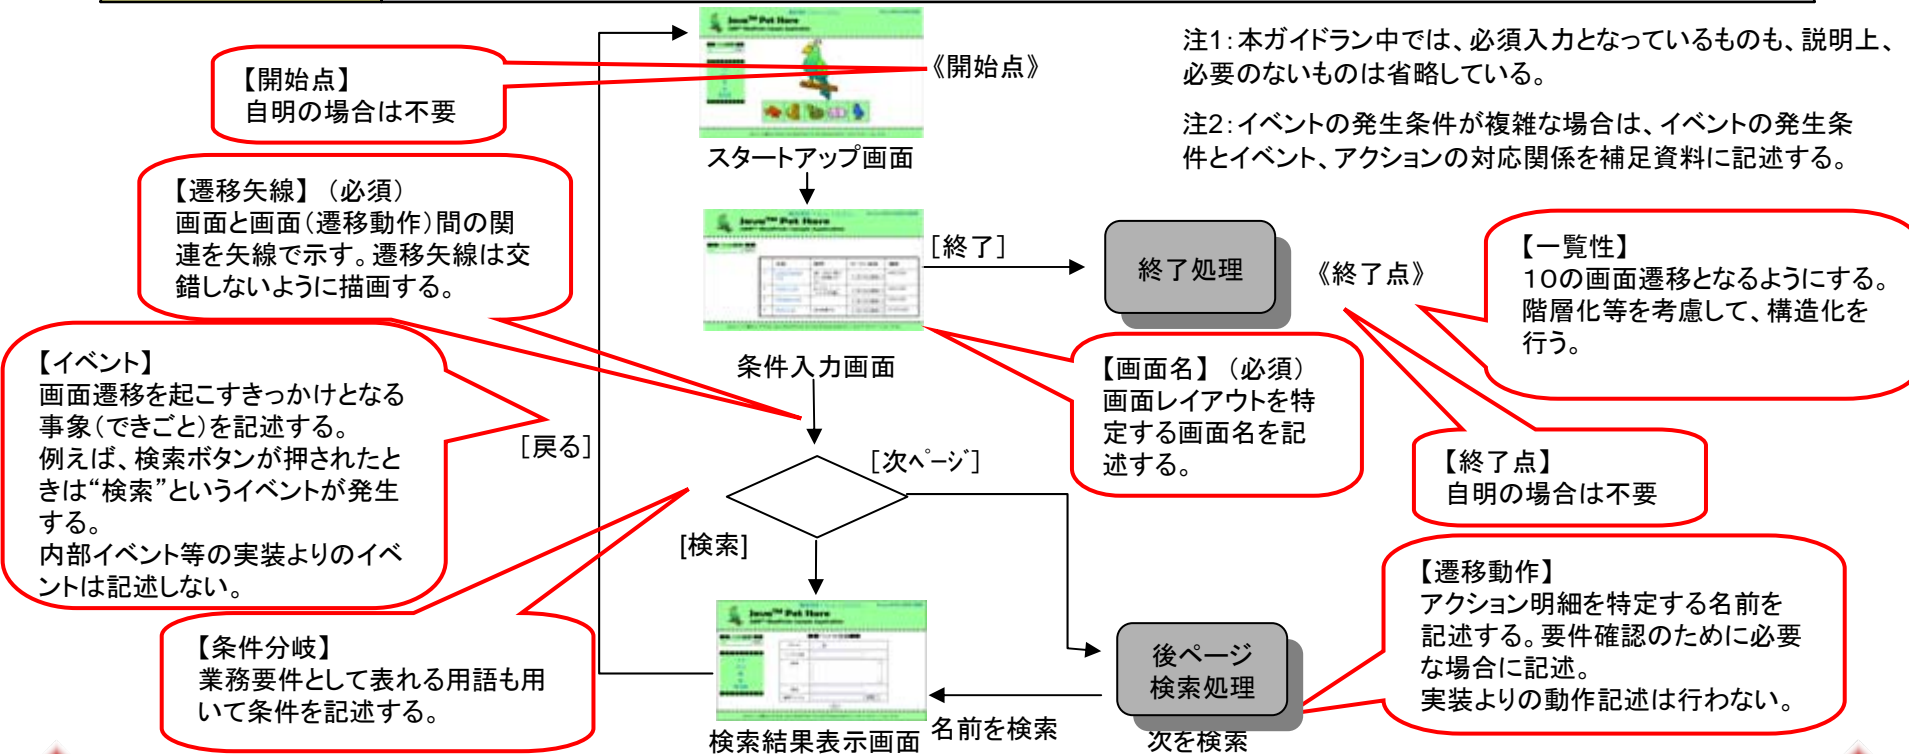 Java™ Pet Store
《開始点》
【開始点】
自明の場合は不要
注1：本ガイドラン中では、必須入力となっているものも、説明上、
必要のないものは省略している。
注2：イベントの発生条件が複雑な場合は、イベントの発生条
件とイベント、アクションの対応関係を補足資料に記述する。
スタートアップ画面
【遷移矢線】（必須）
画面と画面（遷移動作）間の関
連を矢線で示す。遷移矢線は交
錯しないように描画する。
Java™ Pet Store
［終了］
終了処理
《終了点》
【一覧性】
１０の画面遷移となるようにする。
階層化等を考慮して、構造化を
行う。
条件入力画面
【画面名】（必須）
画面レイアウトを特
定する画面名を記
述する。
【イベント】
画面遷移を起こすきっかけとなる
事象（できごと）を記述する。
例えば、検索ボタンが押されたと
きは“検索”というイベントが発生
する。
内部イベント等の実装よりのイベ
ントは記述しない。
［戻る］
［次ﾍﾟｰｼﾞ］
【終了点】
自明の場合は不要
[検索]
【条件分岐】
業務要件として表れる用語も用
いて条件を記述する。
Java™ Pet Store
検索結果表示画面
名前を検索
後ページ
検索処理
次を検索
【遷移動作】
アクション明細を特定する名前を
記述する。要件確認のために必要
な場合に記述。
実装よりの動作記述は行わない。